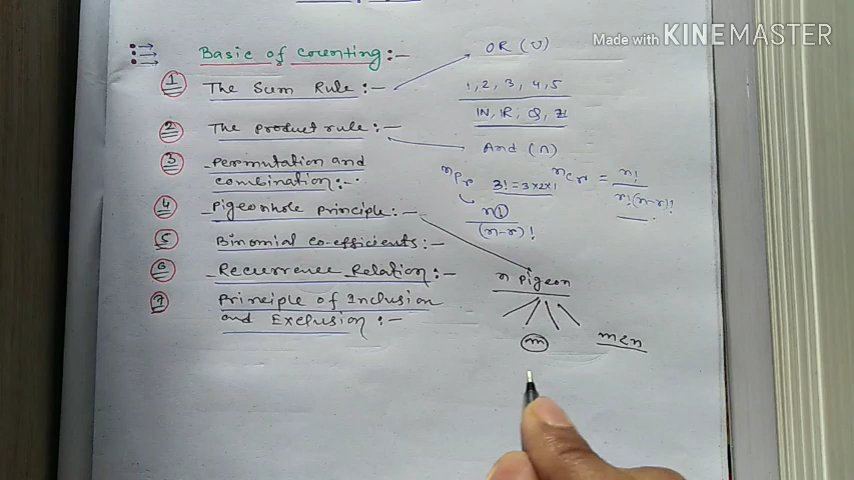 Made with KINEMASTER
Basic of counting :-
OR (U)
① The Sum Rule :-
1, 2, 3, 4, 5
IN, IR, Q, Z
② The product rule :-
And (∩)
③ Permutation and
combination :-
nPr
3! = 3×2×1
nCr = n! / r!(n-r)!
n! / (n-r)!
④ Pigeonhole principle :-
⑤ Binomial co-efficients :-
⑥ Recurrence Relation :-
n pigeon
⑦ Principle of Inclusion
and Exclusion :-
m
m<n